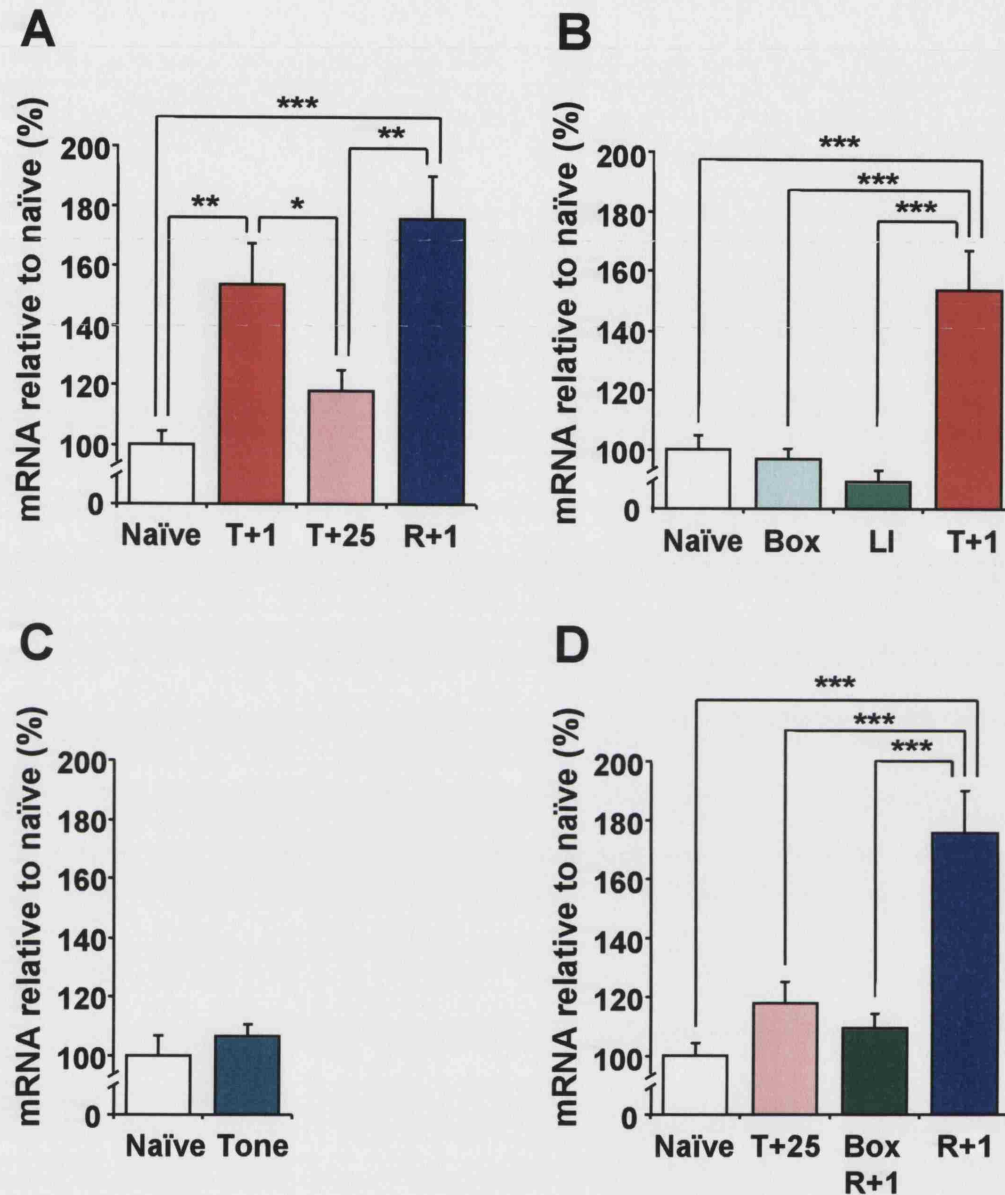 A
mRNA relative to naïve (%)
200
180
160
140
120
100
0
***
**
**
*
Naïve T+1 T+25 R+1
B
mRNA relative to naïve (%)
200
180
160
140
120
100
0
***
***
***
Naïve Box LI T+1
C
mRNA relative to naïve (%)
200
180
160
140
120
100
0
Naïve Tone
D
mRNA relative to naïve (%)
200
180
160
140
120
100
0
***
***
***
Naïve T+25 Box R+1
R+1